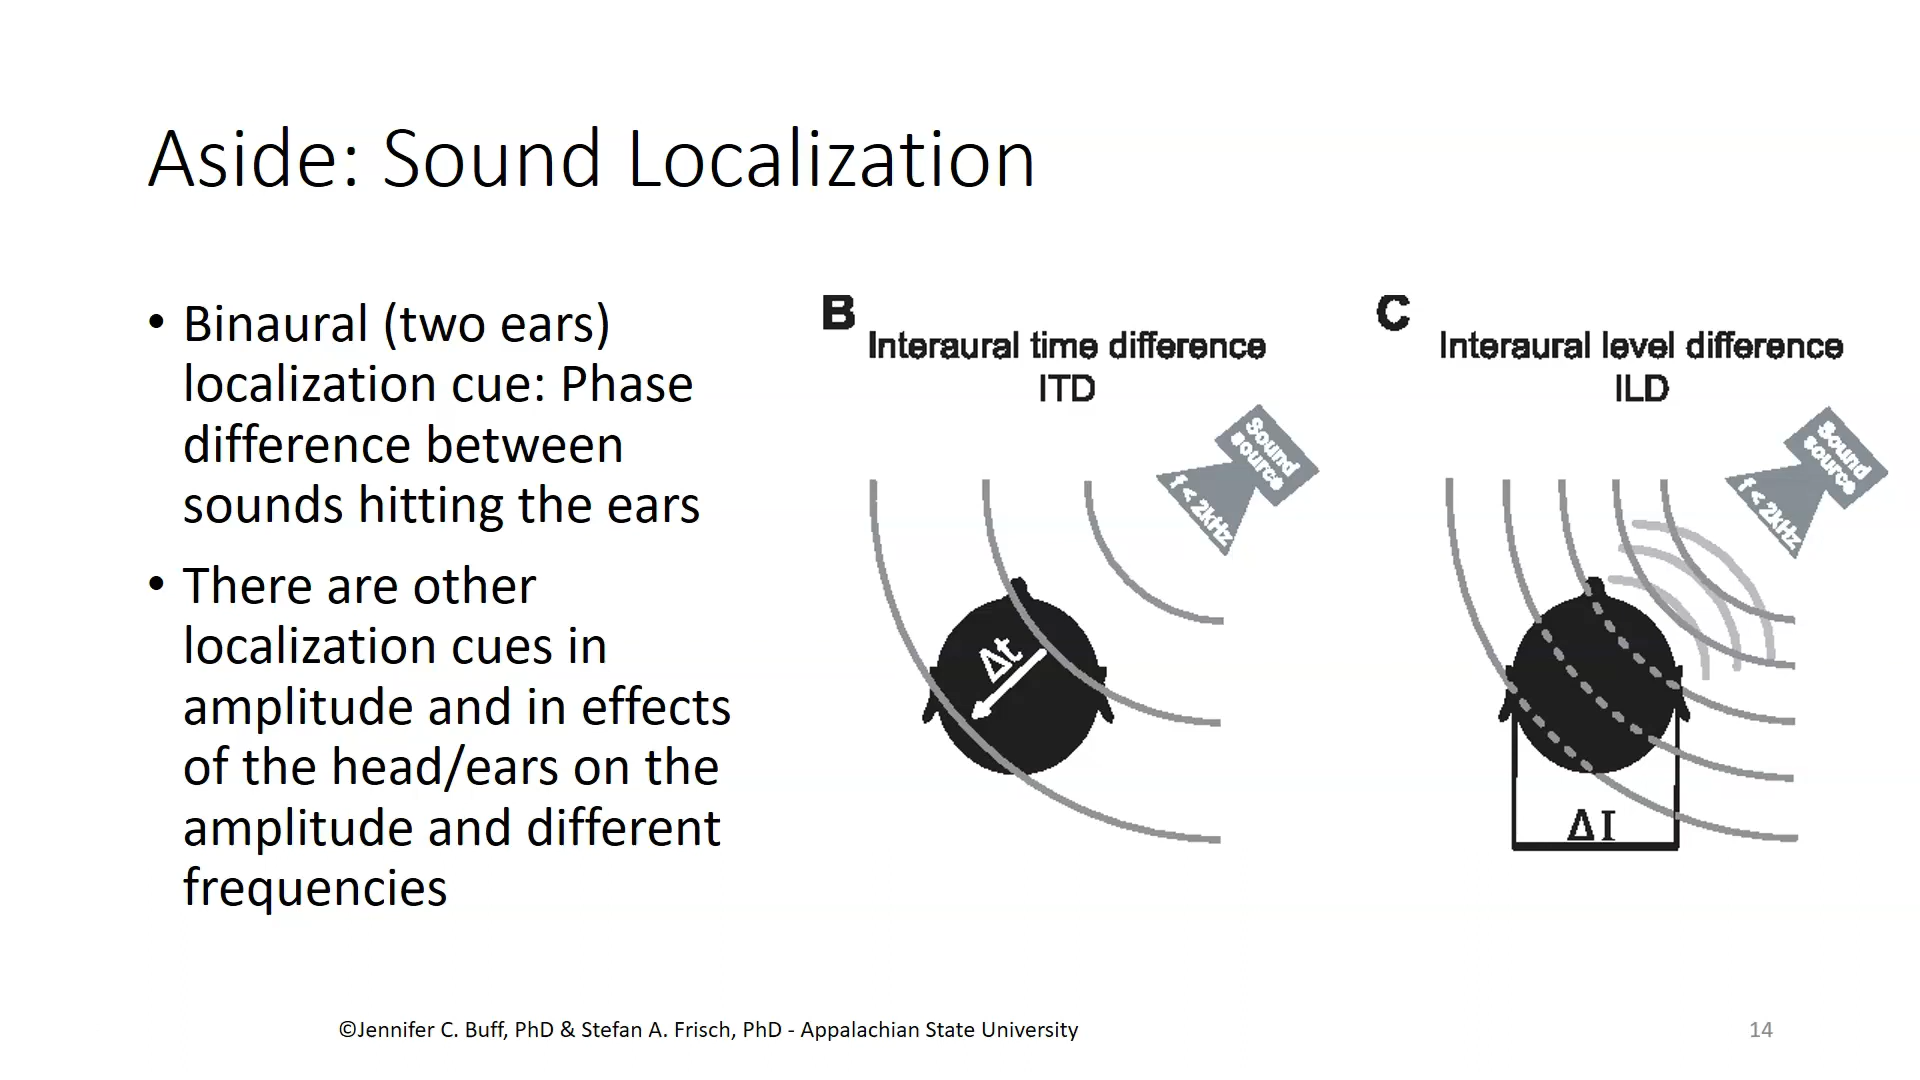 Aside: Sound Localization
• Binaural (two ears)
localization cue: Phase
difference between
sounds hitting the ears
• There are other
localization cues in
amplitude and in effects
of the head/ears on the
amplitude and different
frequencies
B
Interaural time difference
ITD
Sound
source
f < 2kHz
Δt
C
Interaural level difference
ILD
Sound
source
f < 2kHz
ΔI
©Jennifer C. Buff, PhD & Stefan A. Frisch, PhD - Appalachian State University
14